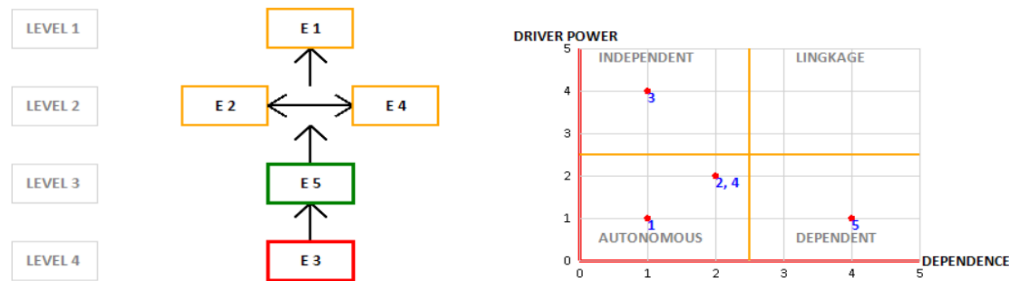 LEVEL 1
E 1
LEVEL 2
E 2
E 4
LEVEL 3
E 5
LEVEL 4
E 3
DRIVER POWER
5
INDEPENDENT
LINGKAGE
4
3
3
2
2, 4
1
1
5
AUTONOMOUS
DEPENDENT
0
DEPENDENCE
0
1
2
3
4
5